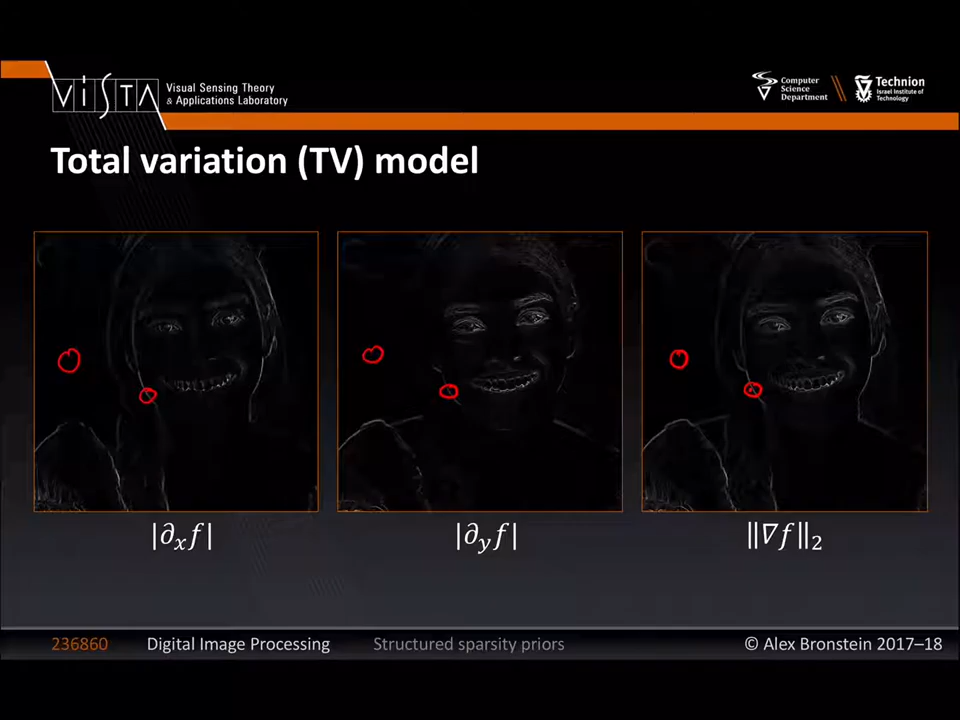 ViSTA
Visual Sensing Theory
& Applications Laboratory
Computer
Science
Department
Technion
Israel Institute of
Technology
Total variation (TV) model
|∂ₓf|
|∂ᵧf|
‖∇f‖₂
236860 Digital Image Processing Structured sparsity priors © Alex Bronstein 2017–18